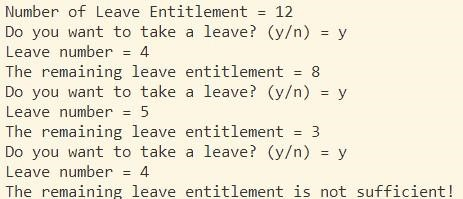 Number of Leave Entitlement = 12
Do you want to take a leave? (y/n) = y
Leave number = 4
The remaining leave entitlement = 8
Do you want to take a leave? (y/n) = y
Leave number = 5
The remaining leave entitlement = 3
Do you want to take a leave? (y/n) = y
Leave number = 4
The remaining leave entitlement is not sufficient!